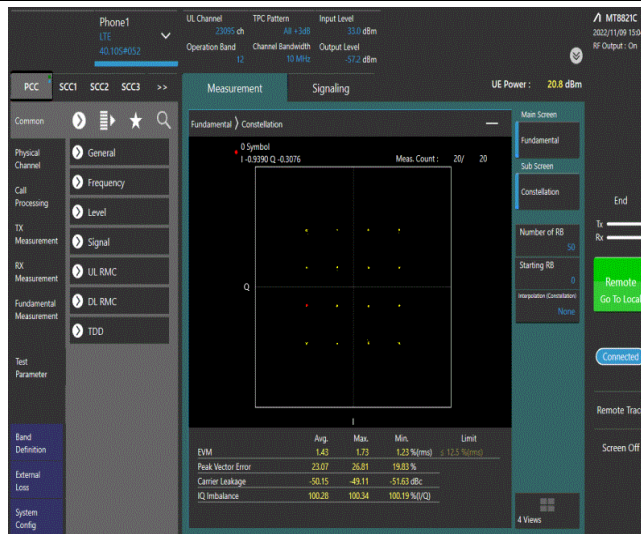 Phone1
LTE
40.10S#052
UL Channel
23095 ch
TPC Pattern
All +3dB
Input Level
33.0 dBm
Operation Band
12
Channel Bandwidth
10 MHz
Output Level
-57.2 dBm
MT8821C
2022/11/09 15:04
RF Output : On
PCC
SCC1
SCC2
SCC3
>>
Measurement
Signaling
UE Power : 20.8 dBm
Common
Physical
Channel
Call
Processing
TX
Measurement
RX
Measurement
Fundamental
Measurement
Test
Parameter
Band
Definition
External
Loss
System
Config
General
Frequency
Level
Signal
UL RMC
DL RMC
TDD
Fundamental
Constellation
0 Symbol
I -0.9390 Q -0.3076
Meas. Count : 20/ 20
Q
I
Avg. Max. Min. Limit
EVM 1.43 1.73 1.23 %(rms) ≤ 12.5 %(rms)
Peak Vector Error 23.07 26.81 19.83 %
Carrier Leakage -50.15 -49.11 -51.63 dBc
IQ Imbalance 100.28 100.34 100.19 %(I/Q)
Main Screen
Fundamental
Sub Screen
Constellation
Number of RB
50
Starting RB
0
Interpolation (Constellation)
None
4 Views
End
Tx
Rx
Remote
Go To Local
Connected
Remote Trac
Screen Off